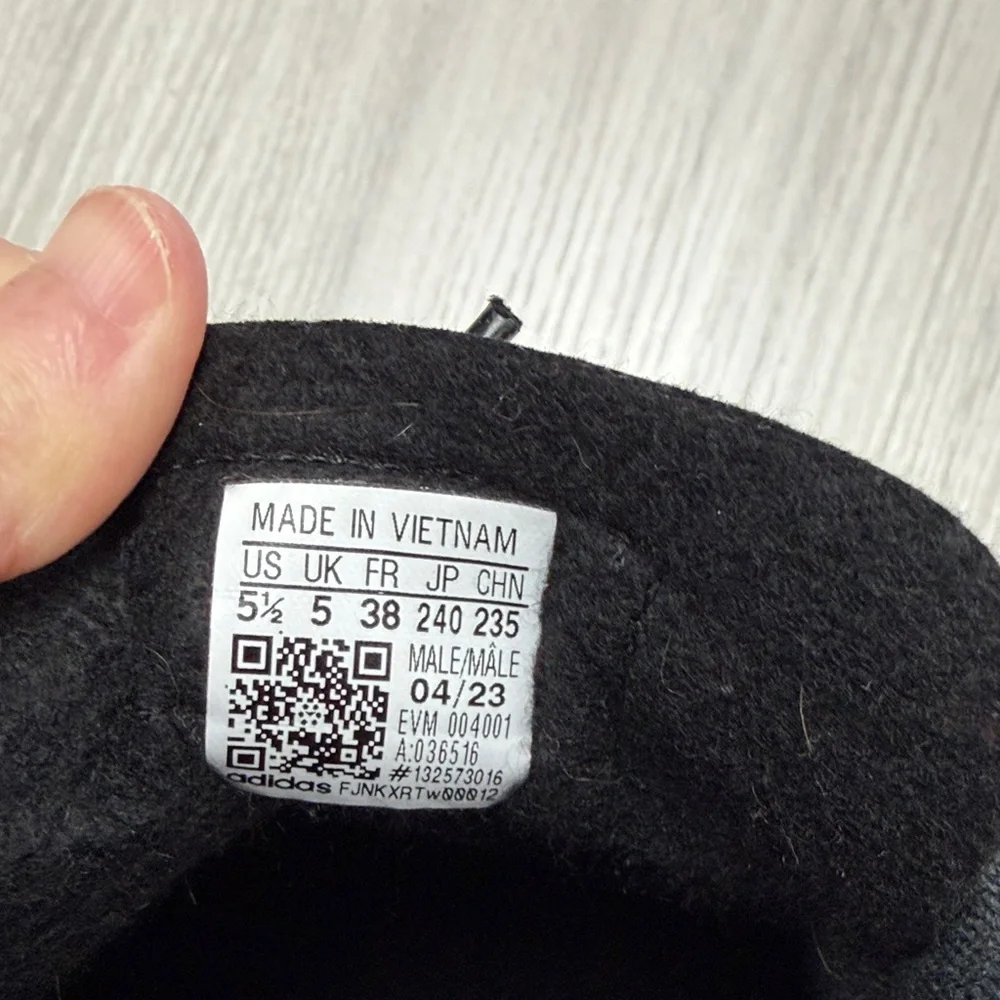 MADE IN VIETNAM
US UK FR JP CHN
5½ 5 38 240 235
MALE/MÂLE
04/23
EVM 004001
A:036516
#132573016
adidas FJNKXRTw00012